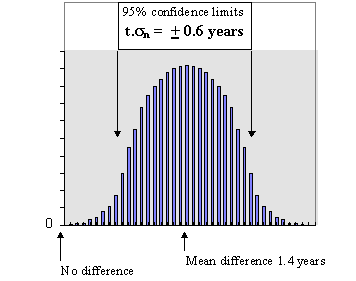 95% confidence limits
t.σn = ± 0.6 years
0
No difference
Mean difference 1.4 years